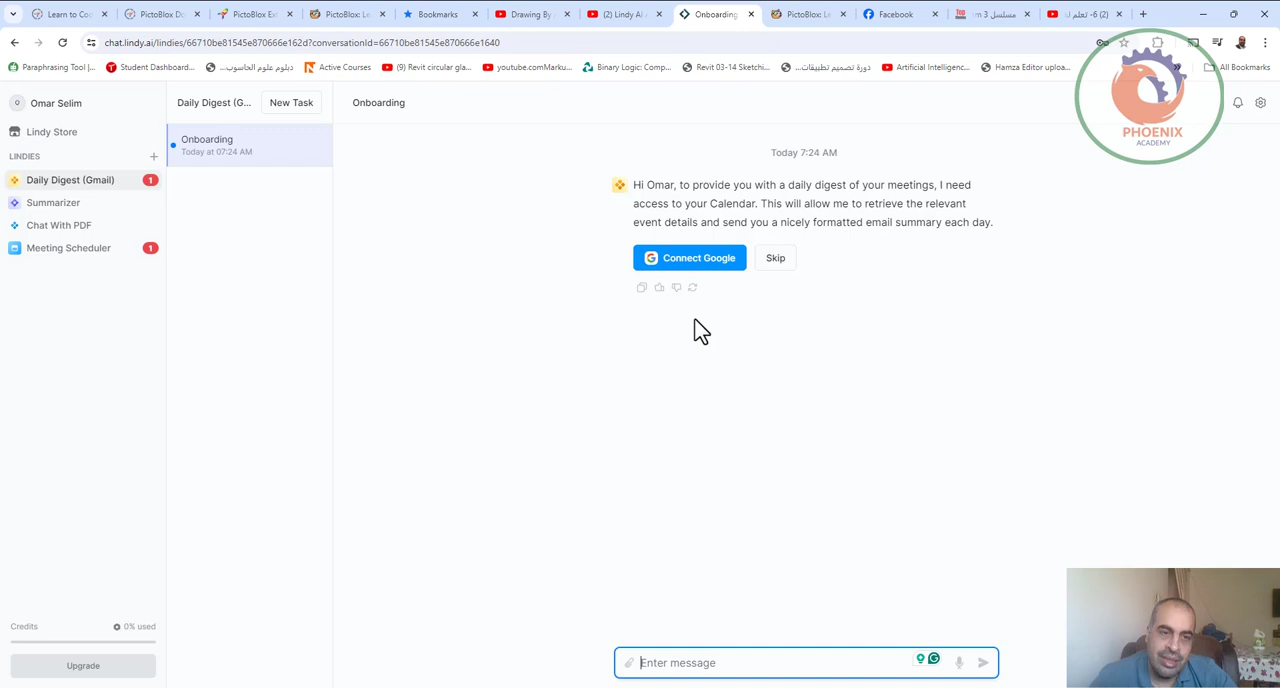 Learn to Coo
PictoBlox Do
PictoBlox Ext
PictoBlox: Le
Bookmarks
Drawing By
(2) Lindy AI
Onboarding
PictoBlox: Le
Facebook
مسلسل 3 m
(2) 6- تعلم
chat.lindy.ai/lindies/66710be81545e870666e162d?conversationId=66710be81545e870666e1640
Paraphrasing Tool |...
Student Dashboard...
دبلوم علوم الحاسوب...
Active Courses
(9) Revit
youtube.comMarku...
Binary Logic: Comp...
Revit 03-14 Sketchi...
دورة تصميم تطبيقات...
Artificial Intelligenc...
Hamza Editor uploa...
All Bookmarks
Omar Selim
Daily Digest (G...
New Task
Onboarding
Lindy Store
Onboarding
Today at 07:24 AM
LINDIES
Daily Digest (Gmail)
1
Summarizer
Chat With PDF
Meeting Scheduler
1
Today 7:24 AM
Hi Omar, to provide you with a daily digest of your meetings, I need
access to your Calendar. This will allow me to retrieve the relevant
event details and send you a nicely formatted email summary each day.
Connect Google
Skip
PHOENIX
ACADEMY
Credits
0% used
Upgrade
Enter message